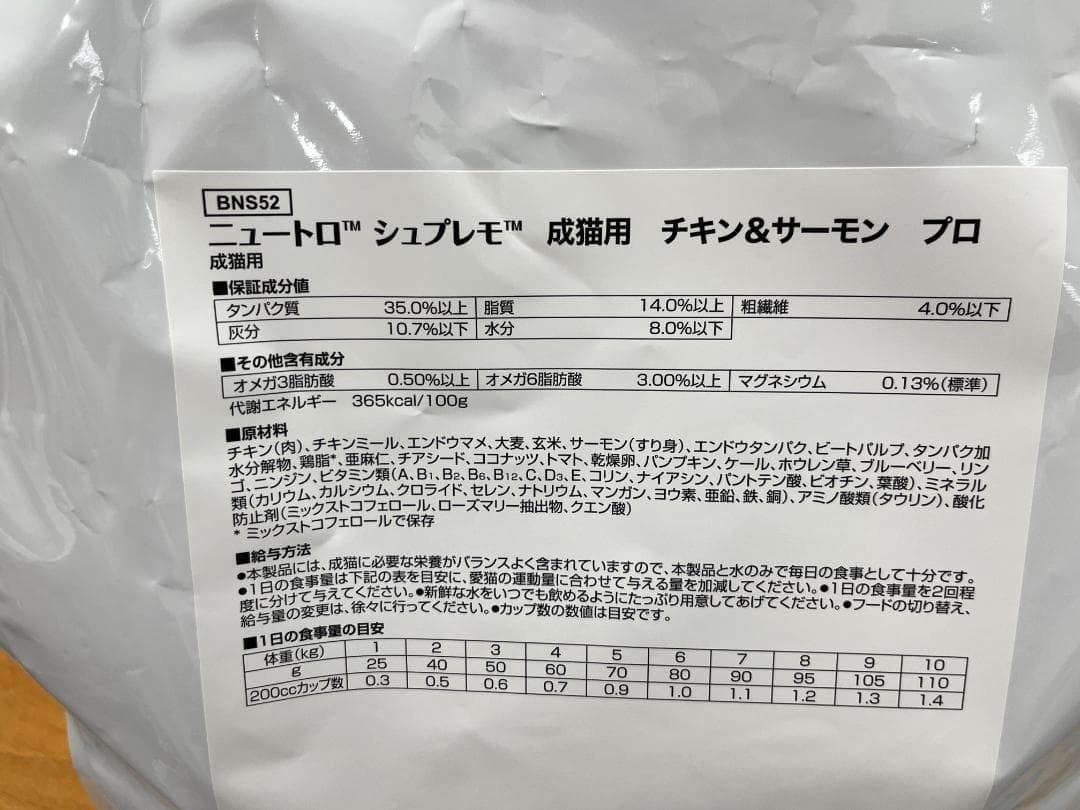 BNS52
ニュートロ™ シュプレモ™ 成猫用 チキン&サーモン プロ
成猫用
■保証成分値
タンパク質 35.0%以上 脂質 14.0%以上 粗繊維 4.0%以下
灰分 10.7%以下 水分 8.0%以下
■その他含有成分
オメガ3脂肪酸 0.50%以上 オメガ6脂肪酸 3.00%以上 マグネシウム 0.13%(標準)
代謝エネルギー 365kcal/100g
■原材料
チキン(肉)、チキンミール、エンドウマメ、大麦、玄米、サーモン(すり身)、エンドウタンパク、ビートパルプ、タンパク加
水分解物、鶏脂*、亜麻仁、チアシード、ココナッツ、トマト、乾燥卵、パンプキン、ケール、ホウレン草、ブルーベリー、リン
ゴ、ニンジン、ビタミン類(A、B1、B2、B6、B12、C、D3、E、コリン、ナイアシン、パントテン酸、ビオチン、葉酸)、ミネラル
類(カリウム、カルシウム、クロライド、セレン、ナトリウム、マンガン、ヨウ素、亜鉛、鉄、銅)、アミノ酸類(タウリン)、酸化
防止剤(ミックストコフェロール、ローズマリー抽出物、クエン酸)
* ミックストコフェロールで保存
■給与方法
●本製品には、成猫に必要な栄養がバランスよく含まれていますので、本製品と水のみで毎日の食事として十分です。
●1日の食事量は下記の表を目安に、愛猫の運動量に合わせて与える量を加減してください。●1日の食事量を2回程
度に分けて与えてください。●新鮮な水をいつでも飲めるようにたっぷり用意してあげてください。●フードの切り替え、
給与量の変更は、徐々に行ってください。●カップ数の数値は目安です。
■1日の食事量の目安
体重(kg) 1 2 3 4 5 6 7 8 9 10
g 25 40 50 60 70 80 90 95 105 110
200ccカップ数 0.3 0.5 0.6 0.7 0.9 1.0 1.1 1.2 1.3 1.4